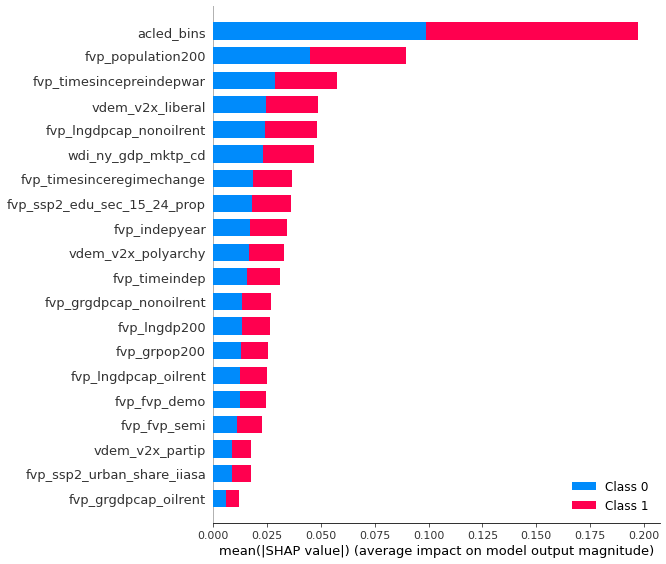 acled_bins
fvp_population200
fvp_timesincepreindepwar
vdem_v2x_liberal
fvp_lngdpcap_nonoilrent
wdi_ny_gdp_mktp_cd
fvp_timesinceregimechange
fvp_ssp2_edu_sec_15_24_prop
fvp_indepyear
vdem_v2x_polyarchy
fvp_timeindep
fvp_grgdpcap_nonoilrent
fvp_lngdp200
fvp_grpop200
fvp_lngdpcap_oilrent
fvp_fvp_demo
fvp_fvp_semi
vdem_v2x_partip
fvp_ssp2_urban_share_iiasa
fvp_grgdpcap_oilrent
Class 0
Class 1
0.000 0.025 0.050 0.075 0.100 0.125 0.150 0.175 0.200
mean(|SHAP value|) (average impact on model output magnitude)